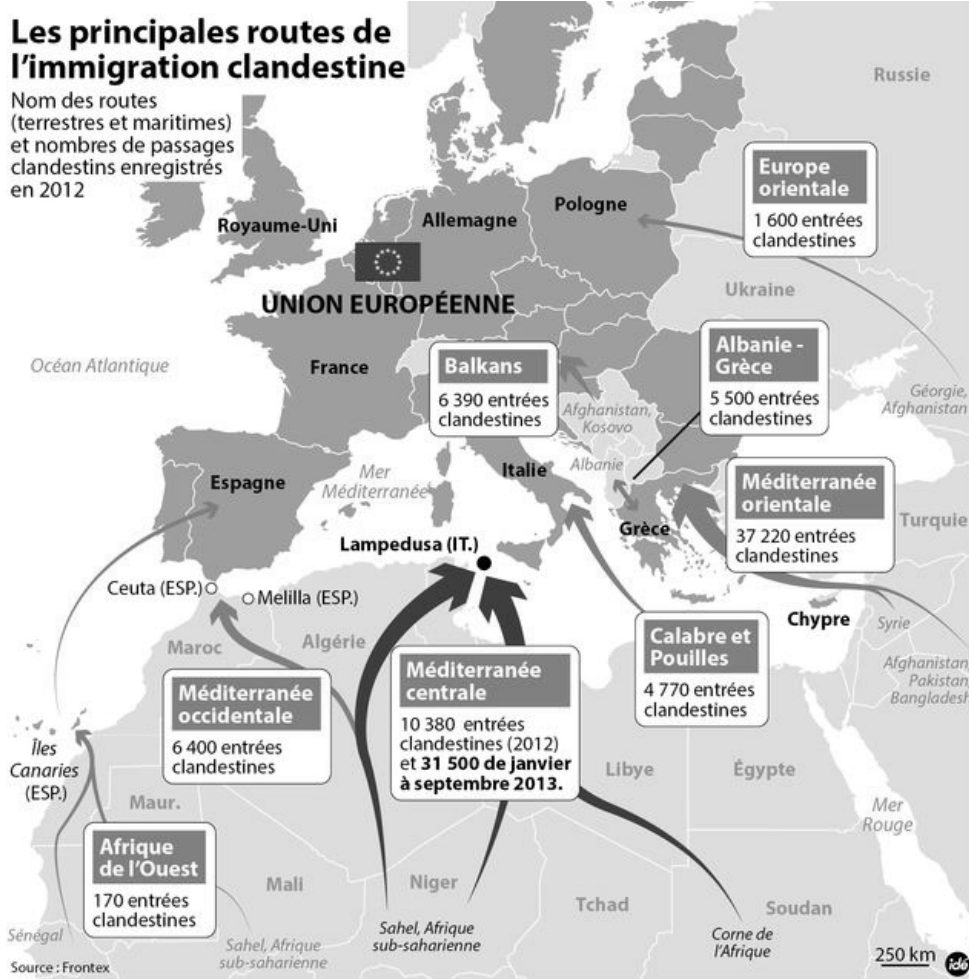 Les principales routes de
l'immigration clandestine
Nom des routes
(terrestres et maritimes)
et nombres de passages
clandestins enregistrés
en 2012
Russie
Europe
orientale
1 600 entrées
clandestines
Royaume-Uni
Allemagne
Pologne
UNION EUROPÉENNE
Ukraine
Océan Atlantique
France
Balkans
6 390 entrées
clandestines
Afghanistan,
Kosovo
Albanie -
Grèce
5 500 entrées
clandestines
Géorgie,
Afghanistan
Espagne
Mer
Méditerranée
Italie
Albanie
Grèce
Méditerranée
orientale
37 220 entrées
clandestines
Turquie
Lampedusa (IT.)
Ceuta (ESP.)
Melilla (ESP.)
Chypre
Syrie
Maroc
Algérie
Méditerranée
occidentale
6 400 entrées
clandestines
Méditerranée
centrale
10 380 entrées
clandestines (2012)
et 31 500 de janvier
à septembre 2013.
Calabre et
Pouilles
4 770 entrées
clandestines
Afghanistan,
Pakistan,
Bangladesh
Îles
Canaries
(ESP.)
Libye
Égypte
Mer
Rouge
Maur.
Afrique
de l'Ouest
170 entrées
clandestines
Mali
Niger
Tchad
Soudan
Sénégal
Sahel, Afrique
sub-saharienne
Sahel, Afrique
sub-saharienne
Corne de
l'Afrique
250 km
idé
Source : Frontex